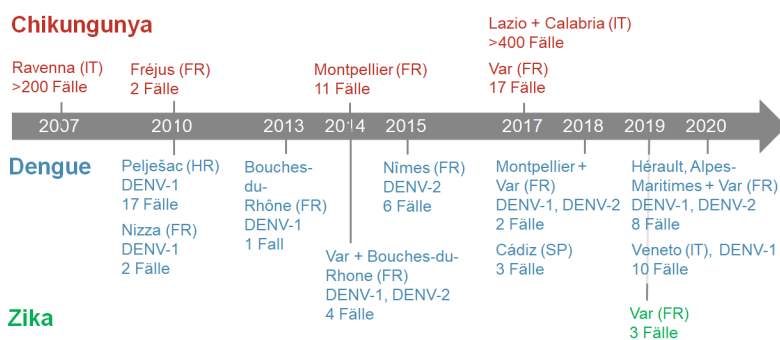 Chikungunya
Ravenna (IT)
>200 Fälle
Fréjus (FR)
2 Fälle
Montpellier (FR)
11 Fälle
Lazio + Calabria (IT)
>400 Fälle
Var (FR)
17 Fälle
2007 2010 2013 2014 2015 2017 2018 2019 2020
Dengue
Pelješac (HR)
DENV-1
17 Fälle
Nizza (FR)
DENV-1
2 Fälle
Bouches-
du-
Rhône (FR)
DENV-1
1 Fall
Var + Bouches-du-
Rhone (FR)
DENV-1, DENV-2
4 Fälle
Nîmes (FR)
DENV-2
6 Fälle
Montpellier +
Var (FR)
DENV-1, DENV-2
2 Fälle
Cádiz (SP)
3 Fälle
Hérault, Alpes-
Maritimes + Var (FR)
DENV-1, DENV-2
8 Fälle
Veneto (IT), DENV-1
10 Fälle
Zika
Var (FR)
3 Fälle